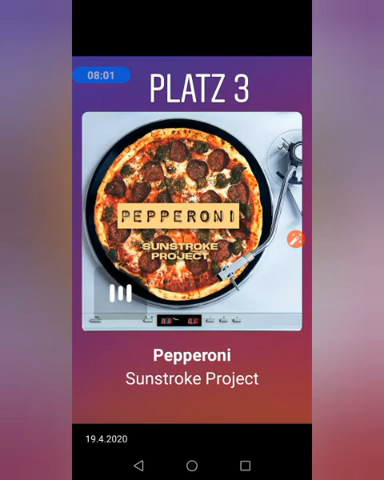 08:01
PLATZ 3
PEPPERONI
SUNSTROKE
PROJECT
Pepperoni
Sunstroke Project
19.4.2020